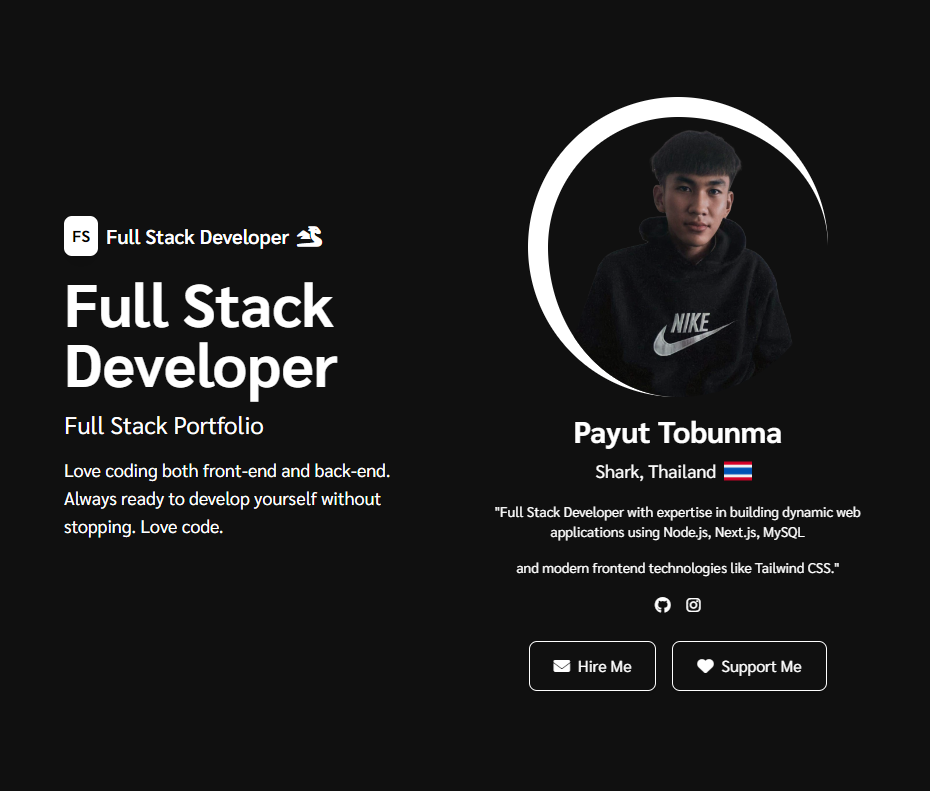 FS Full Stack Developer
Full Stack
Developer
Full Stack Portfolio
Love coding both front-end and back-end.
Always ready to develop yourself without
stopping. Love code.
NIKE
Payut Tobunma
Shark, Thailand
"Full Stack Developer with expertise in building dynamic web
applications using Node.js, Next.js, MySQL
and modern frontend technologies like Tailwind CSS."
Hire Me
Support Me